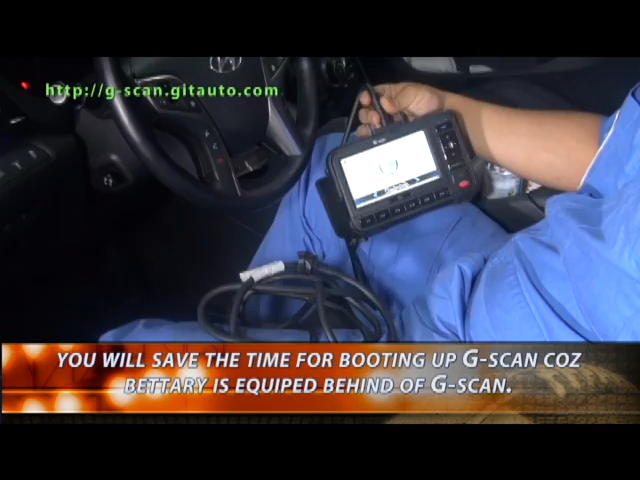 http://g-scan.gitauto.com
YOU WILL SAVE THE TIME FOR BOOTING UP G-SCAN COZ
BETTARY IS EQUIPED BEHIND OF G-SCAN.